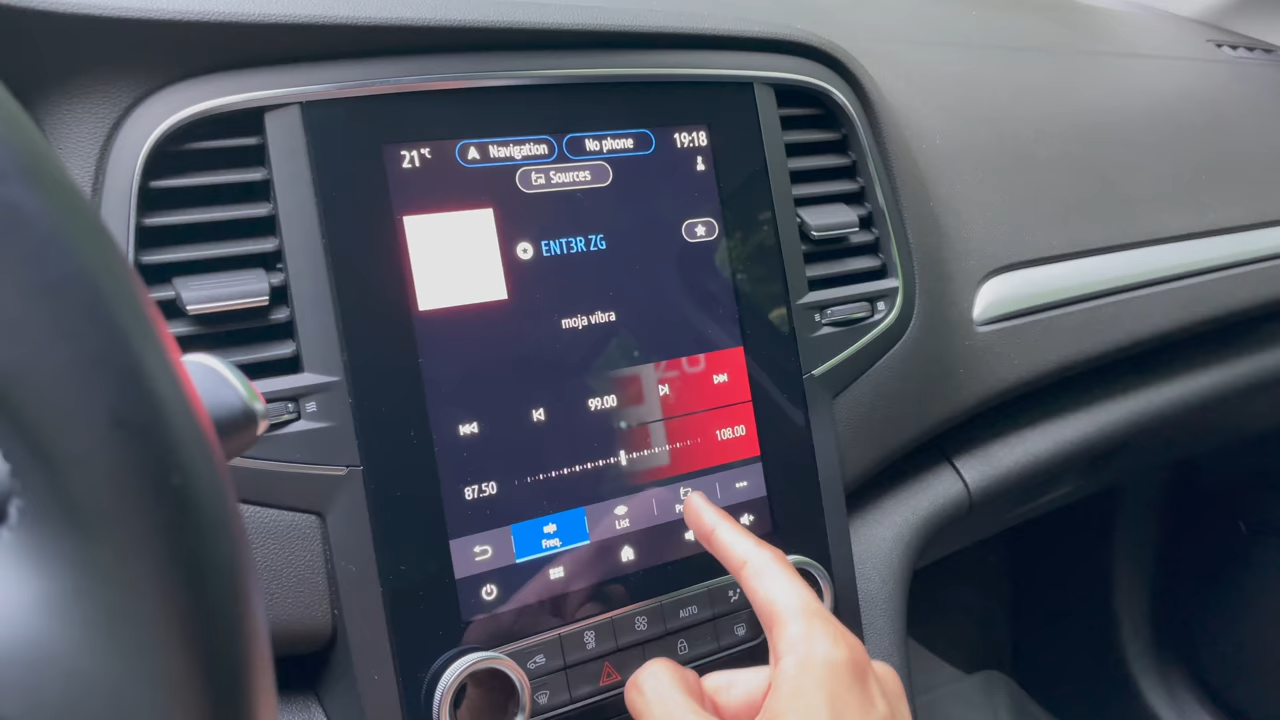 21°C
Navigation
No phone
19:18
Sources
ENT3R ZG
moja vibra
99.00
87.50
108.00
Freq.
List
AUTO
OFF